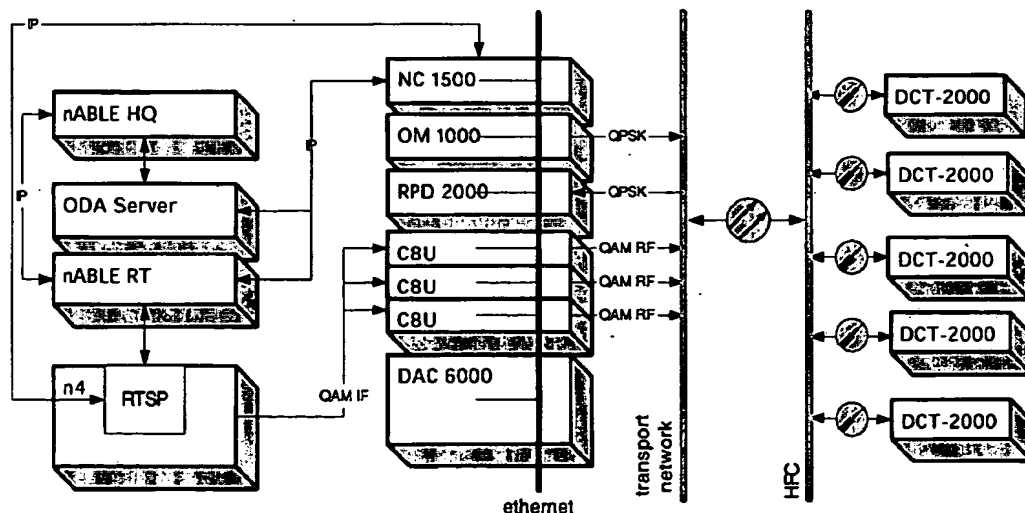 IP
IP
nABLE HQ
IP
ODA Server
nABLE RT
IP
n4
RTSP
QAM IF
NC 1500
OM 1000
QPSK
RPD 2000
QPSK
C8U
QAM RF
C8U
QAM RF
C8U
QAM RF
DAC 6000
ethernet
transport
network
HFC
DCT-2000
DCT-2000
DCT-2000
DCT-2000
DCT-2000